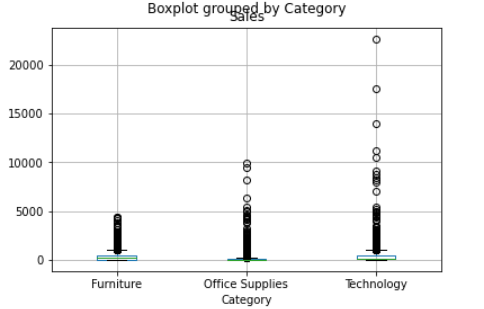 Boxplot grouped by Category
Sales
20000
15000
10000
5000
0
Furniture Office Supplies Technology
Category